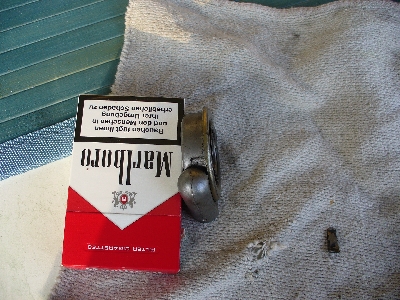 FILTER CIGARETTES
Marlboro
Rauchen fügt Ihnen
und den Menschen in
Ihrer Umgebung
erheblichen Schaden zu